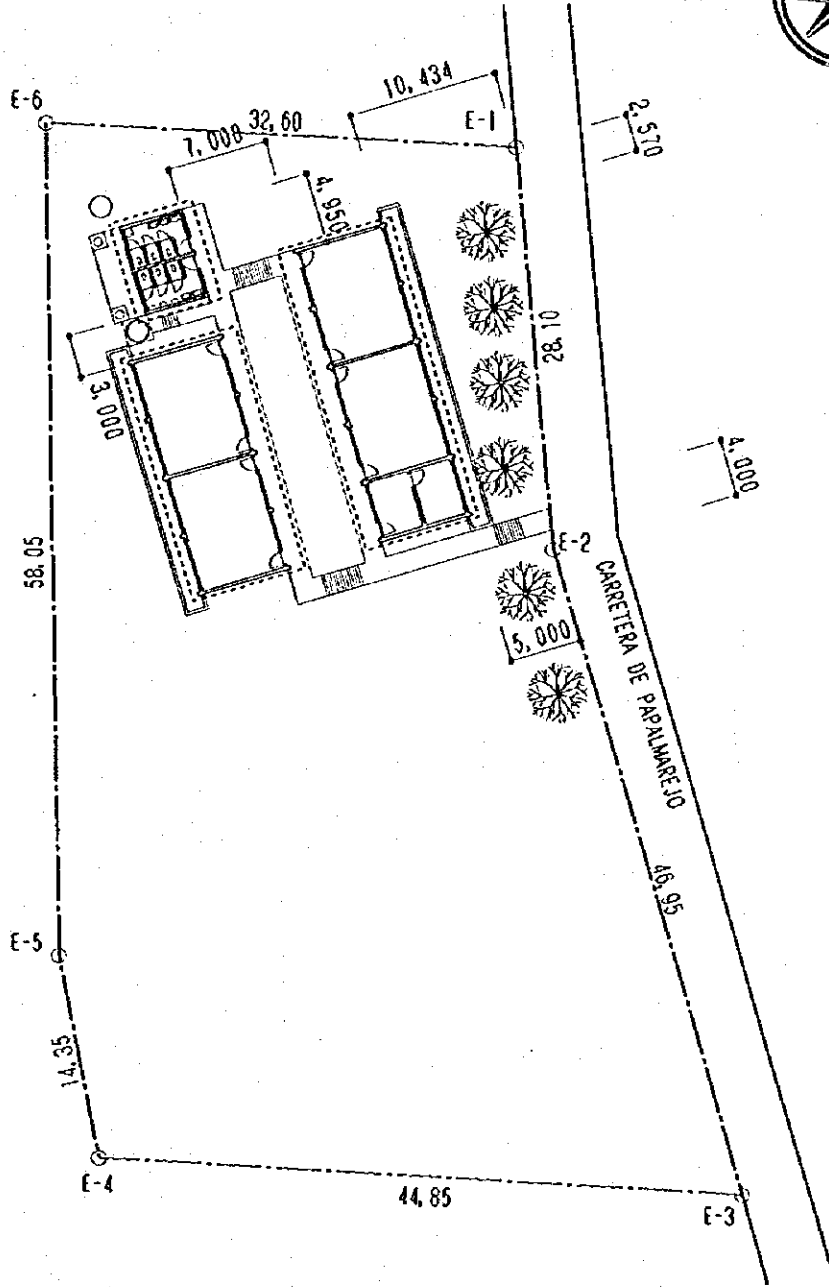 10,434
E-6
32,60
E-1
2,570
7,000
4,950
28,10
3,000
4,000
58.05
E-2
CARRETERA DE PAPALMAREJO
5,000
46,95
E-5
14,35
E-4
44,85
E-3